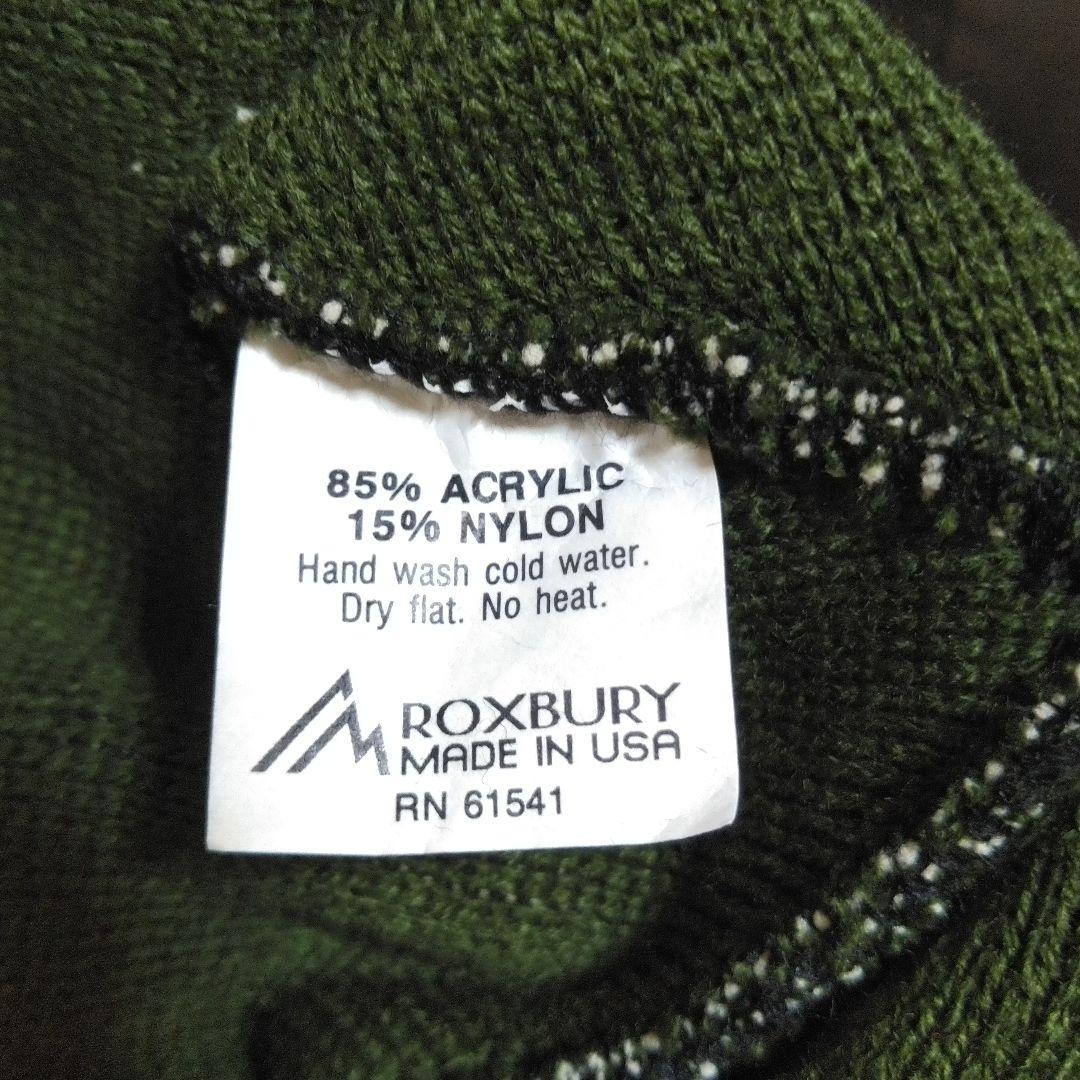 85% ACRYLIC
15% NYLON
Hand wash cold water.
Dry flat. No heat.
ROXBURY
MADE IN USA
RN 61541